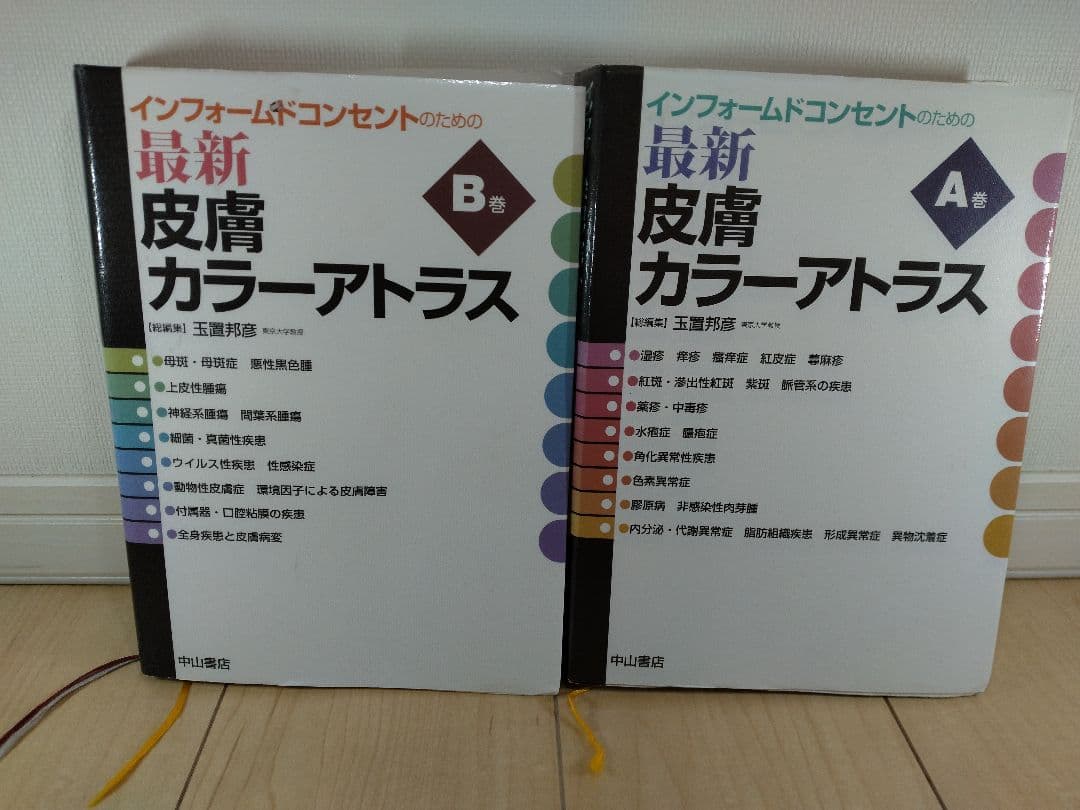 インフォームドコンセントのための
最新
皮膚
カラーアトラス
B巻
【総編集】玉置邦彦 東京大学教授
●母斑・母斑症 悪性黒色腫
●上皮性腫瘍
●神経系腫瘍 間葉系腫瘍
●細菌・真菌性疾患
●ウイルス性疾患 性感染症
●動物性皮膚症 環境因子による皮膚障害
●付属器・口腔粘膜の疾患
●全身疾患と皮膚病変
中山書店
インフォームドコンセントのための
最新
皮膚
カラーアトラス
A巻
【総編集】玉置邦彦 東京大学教授
●湿疹 痒疹 瘙痒症 紅皮症 蕁麻疹
●紅斑・滲出性紅斑 紫斑 脈管系の疾患
●薬疹・中毒疹
●水疱症 膿疱症
●角化異常性疾患
●色素異常症
●膠原病 非感染性肉芽腫
●内分泌・代謝異常症 脂肪組織疾患 形成異常症 異物沈着症
中山書店